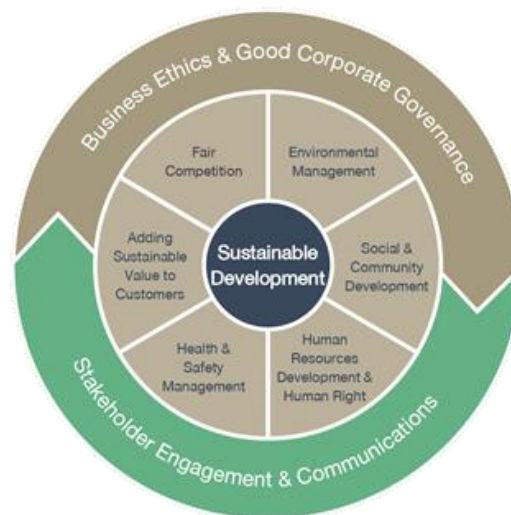 Business Ethics & Good Corporate Governance
Fair
Competition
Environmental
Management
Adding
Sustainable
Value to
Customers
Sustainable
Development
Social &
Community
Development
Health &
Safety
Management
Human
Resources
Development &
Human Right
Stakeholder Engagement & Communications